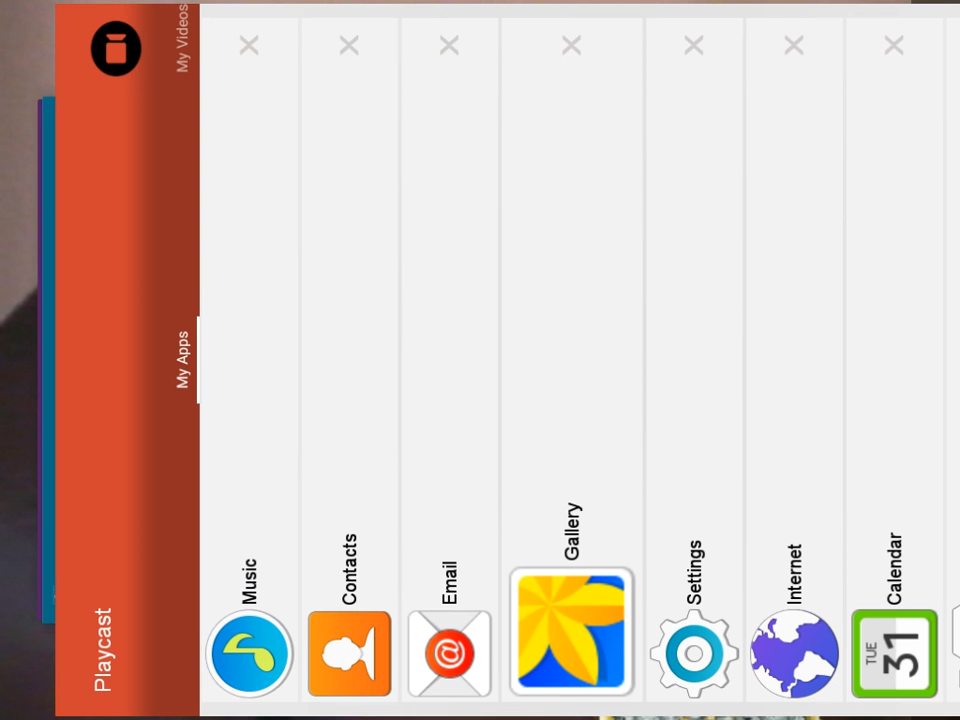 Playcast
My Apps
My Videos
Music
Contacts
@
Email
Gallery
Settings
Internet
TUE
31
Calendar